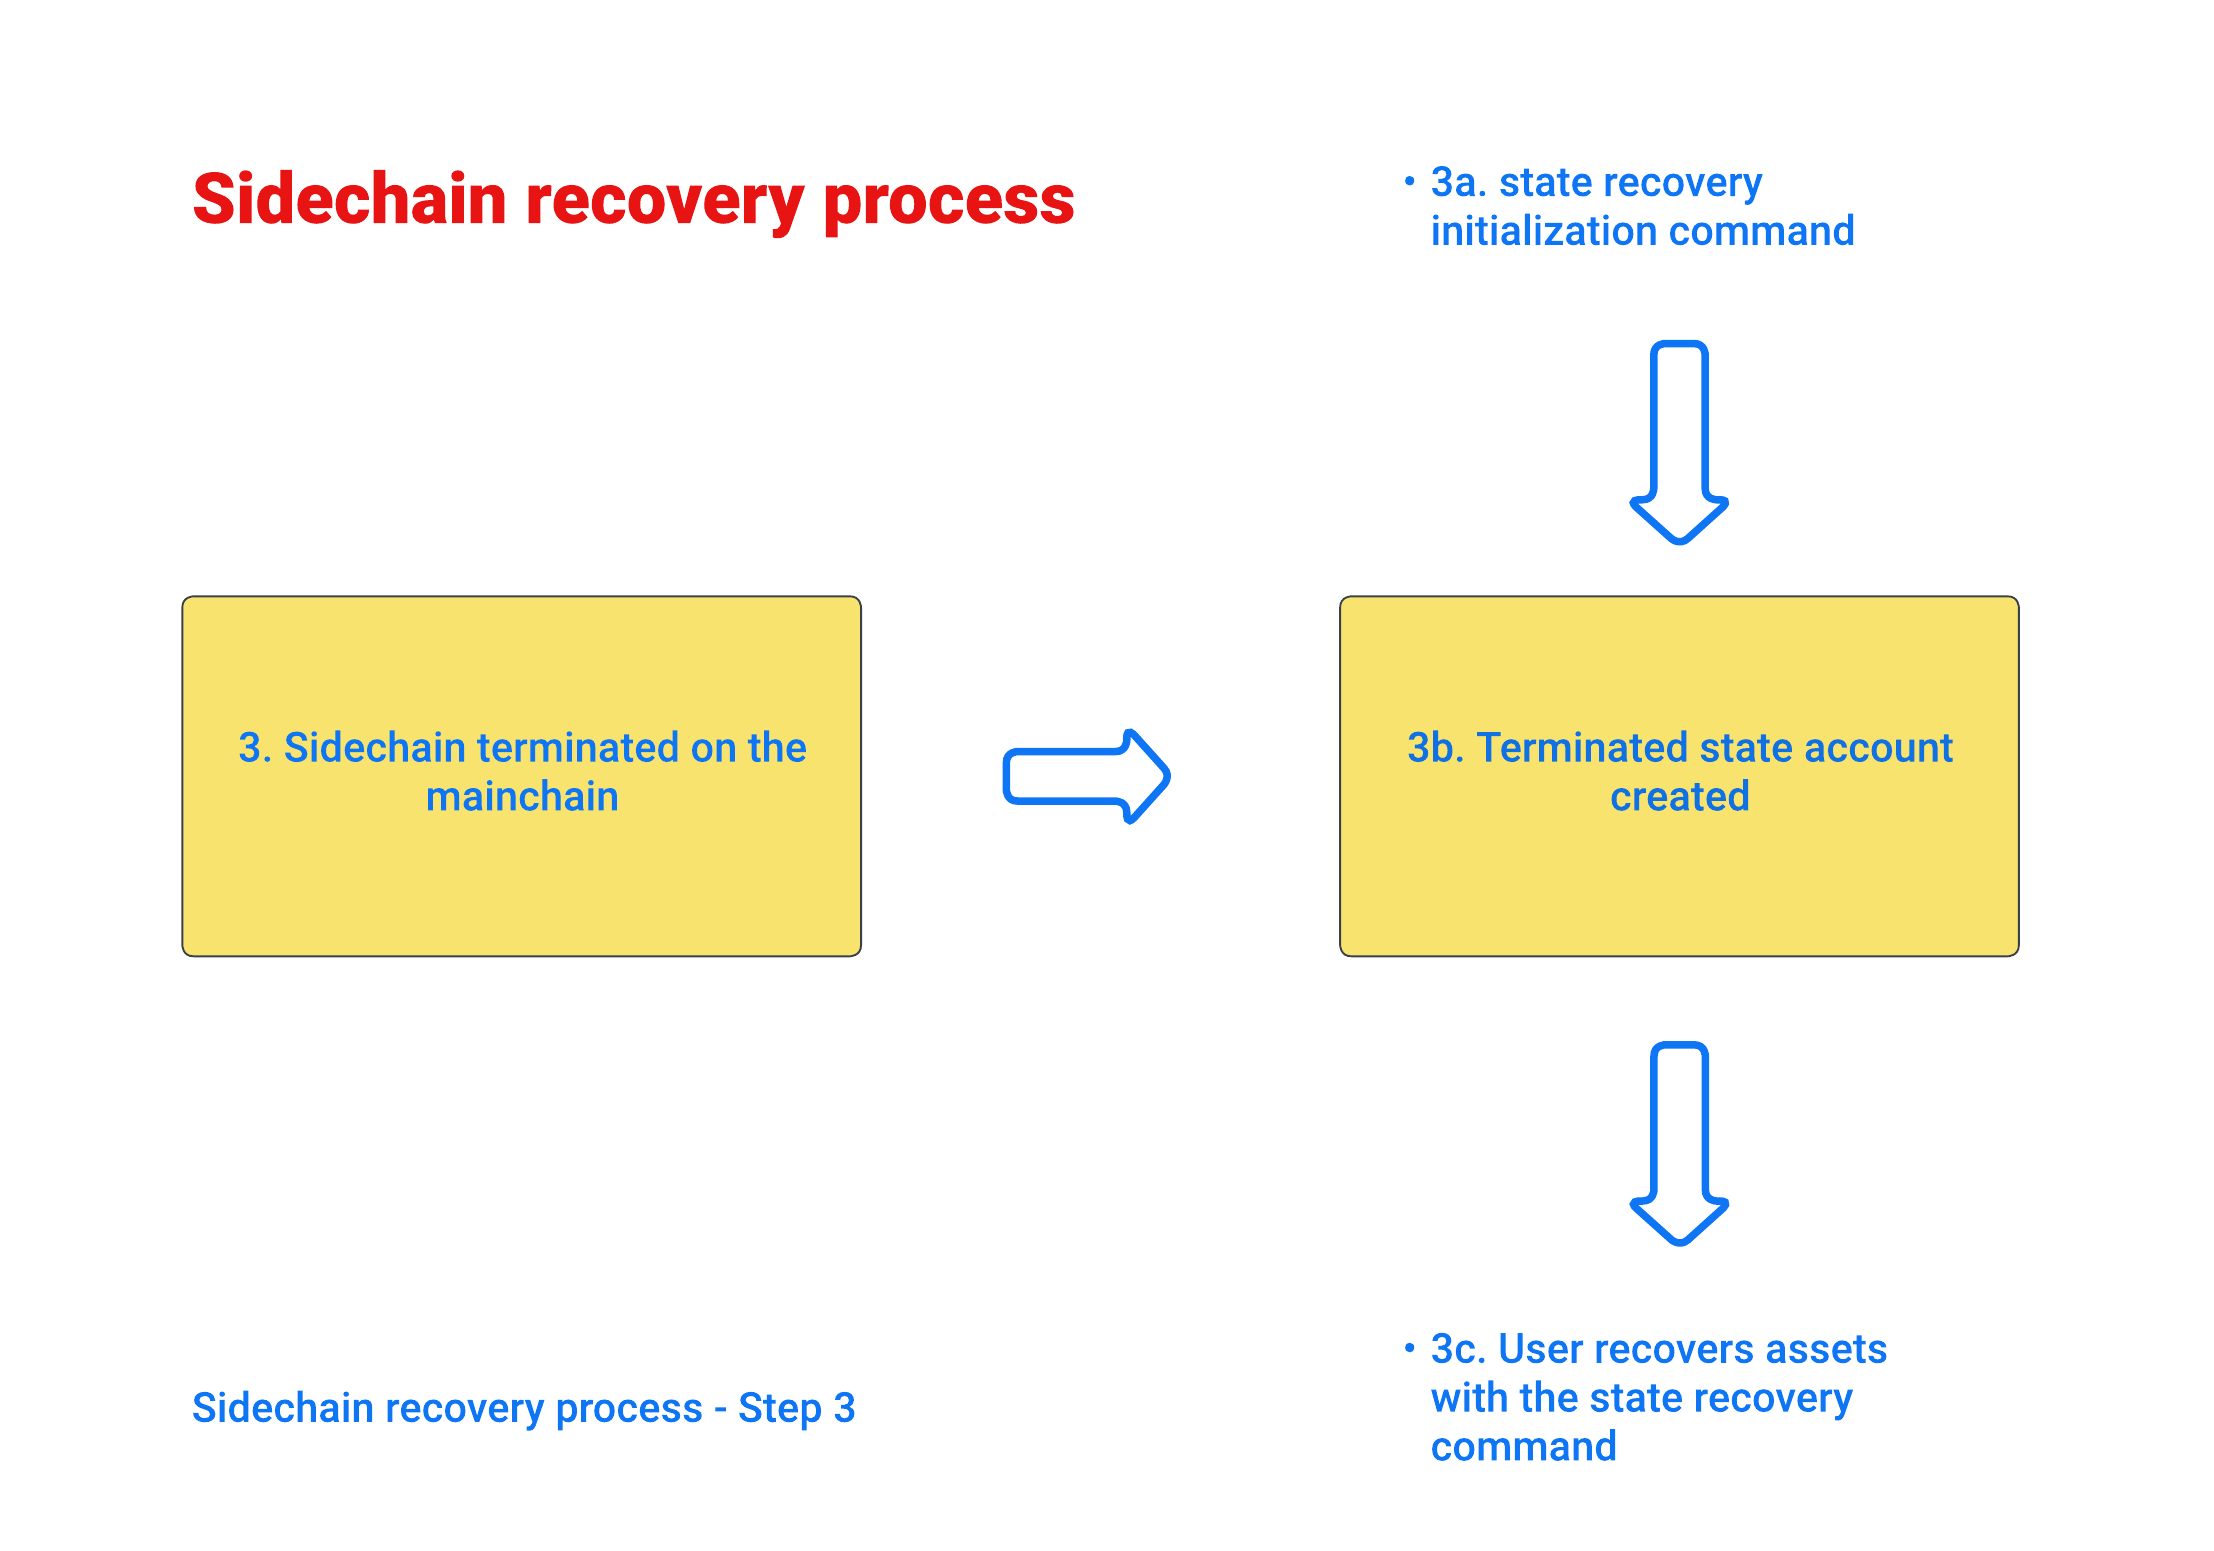 Sidechain recovery process
• 3a. state recovery
initialization command
3. Sidechain terminated on the
mainchain
3b. Terminated state account
created
• 3c. User recovers assets
with the state recovery
command
Sidechain recovery process - Step 3